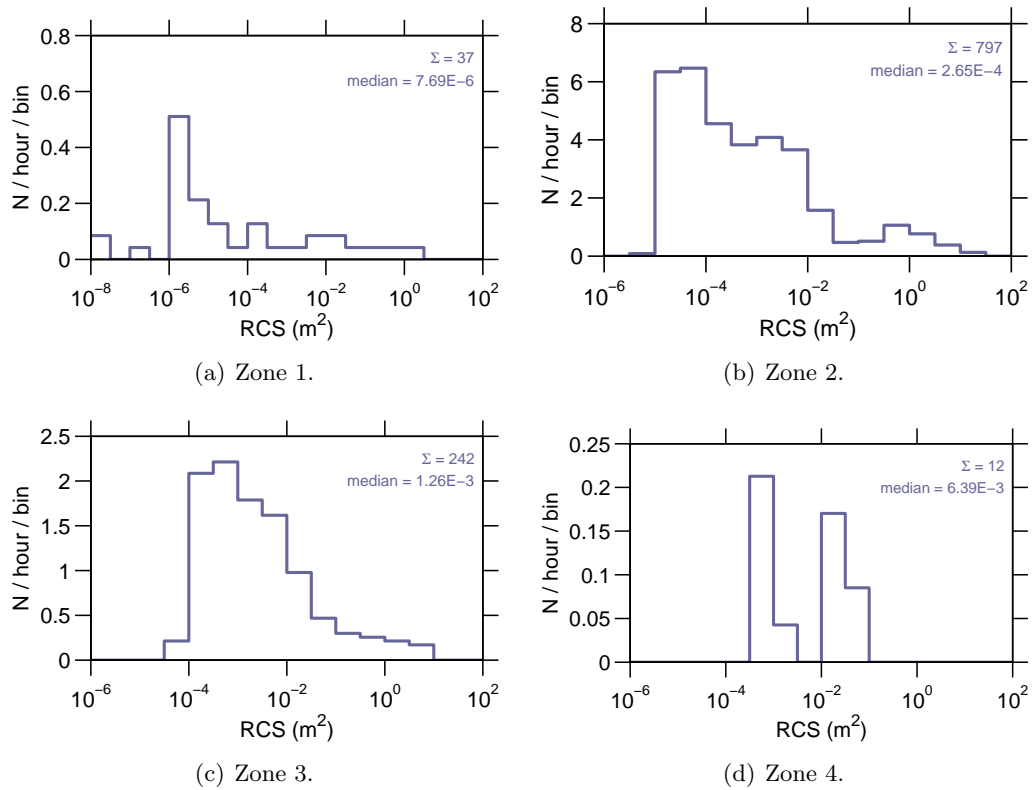 0.8
0.6
0.4
0.2
0
N / hour / bin
Σ = 37
median = 7.69E−6
10⁻⁸ 10⁻⁶ 10⁻⁴ 10⁻² 10⁰ 10²
RCS (m²)
(a) Zone 1.
8
6
4
2
0
N / hour / bin
Σ = 797
median = 2.65E−4
10⁻⁶ 10⁻⁴ 10⁻² 10⁰ 10²
RCS (m²)
(b) Zone 2.
2.5
2
1.5
1
0.5
0
N / hour / bin
Σ = 242
median = 1.26E−3
10⁻⁶ 10⁻⁴ 10⁻² 10⁰ 10²
RCS (m²)
(c) Zone 3.
0.25
0.2
0.15
0.1
0.05
0
N / hour / bin
Σ = 12
median = 6.39E−3
10⁻⁶ 10⁻⁴ 10⁻² 10⁰ 10²
RCS (m²)
(d) Zone 4.